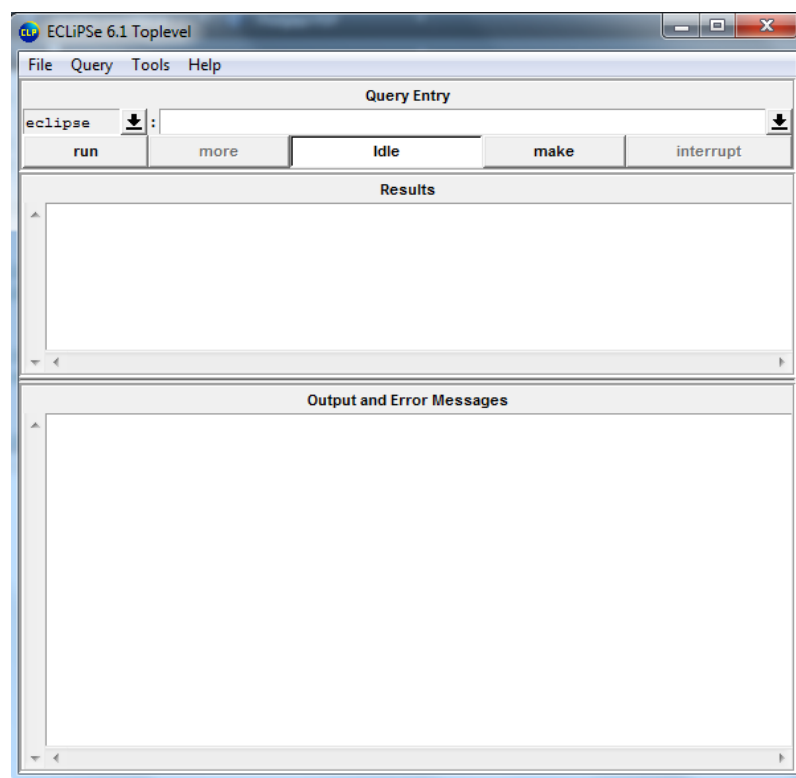 CLP ECLiPSe 6.1 Toplevel
File Query Tools Help
Query Entry
eclipse :
run more Idle make interrupt
Results
Output and Error Messages